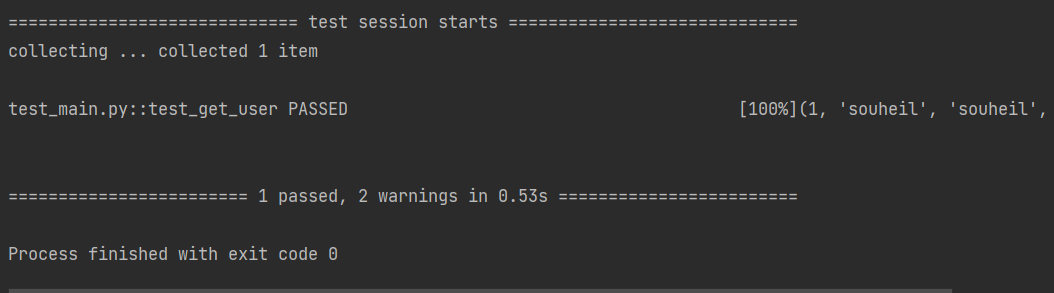 ============================= test session starts =============================
collecting ... collected 1 item
test_main.py::test_get_user PASSED                                       [100%](1, 'souheil', 'souheil',
======================== 1 passed, 2 warnings in 0.53s ========================
Process finished with exit code 0